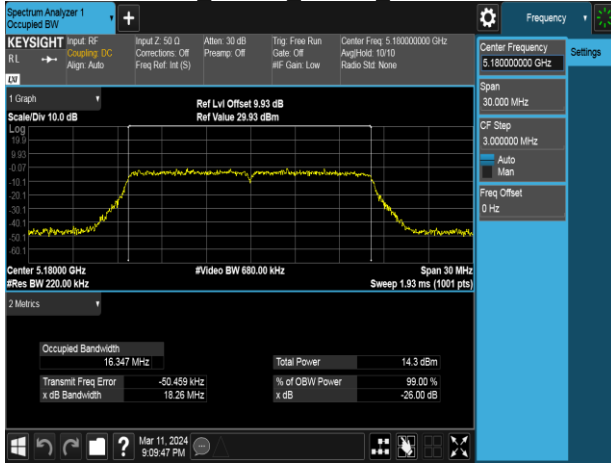 Spectrum Analyzer 1
Occupied BW
+
Frequency
KEYSIGHT
RL
LXI
Input: RF
Coupling: DC
Align: Auto
Input Z: 50 Ω
Corrections: Off
Freq Ref: Int (S)
Atten: 30 dB
Preamp: Off
Trig: Free Run
Gate: Off
#IF Gain: Low
Center Freq: 5.180000000 GHz
Avg|Hold: 10/10
Radio Std: None
Center Frequency
5.180000000 GHz
Settings
Span
30.000 MHz
CF Step
3.000000 MHz
Auto
Man
Freq Offset
0 Hz
1 Graph
Scale/Div 10.0 dB
Ref Lvl Offset 9.93 dB
Ref Value 29.93 dBm
Log
19.9
9.93
-0.07
-10.1
-20.1
-30.1
-40.1
-50.1
-60.1
Center 5.18000 GHz
#Video BW 680.00 kHz
Span 30 MHz
#Res BW 220.00 kHz
Sweep 1.93 ms (1001 pts)
2 Metrics
Occupied Bandwidth
16.347 MHz
Total Power 14.3 dBm
Transmit Freq Error -50.459 kHz
% of OBW Power 99.00 %
x dB Bandwidth 18.26 MHz
x dB -26.00 dB
?
Mar 11, 2024
9:09:47 PM